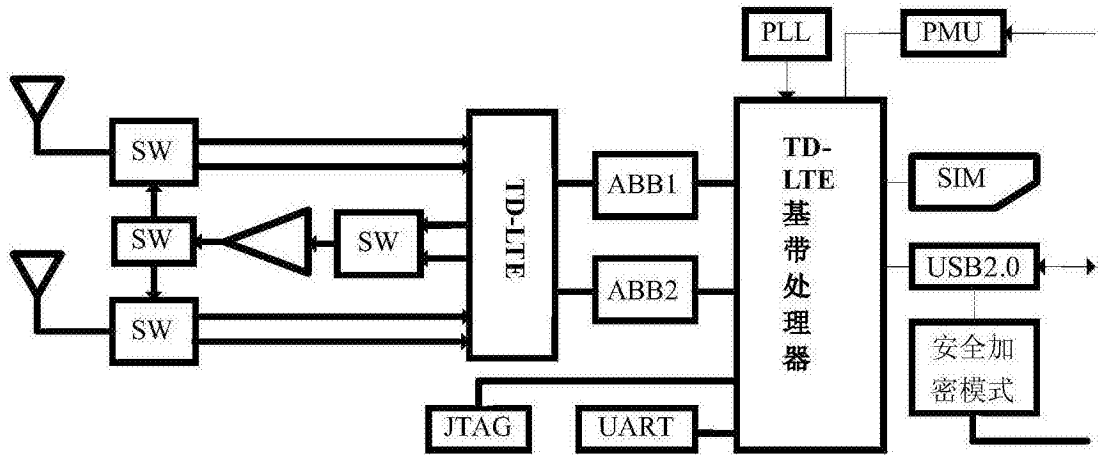 PLL
PMU
SW
TD-LTE
ABB1
TD-
LTE
基
带
处
理
器
SIM
SW
SW
USB2.0
ABB2
SW
安全加
密模式
JTAG
UART